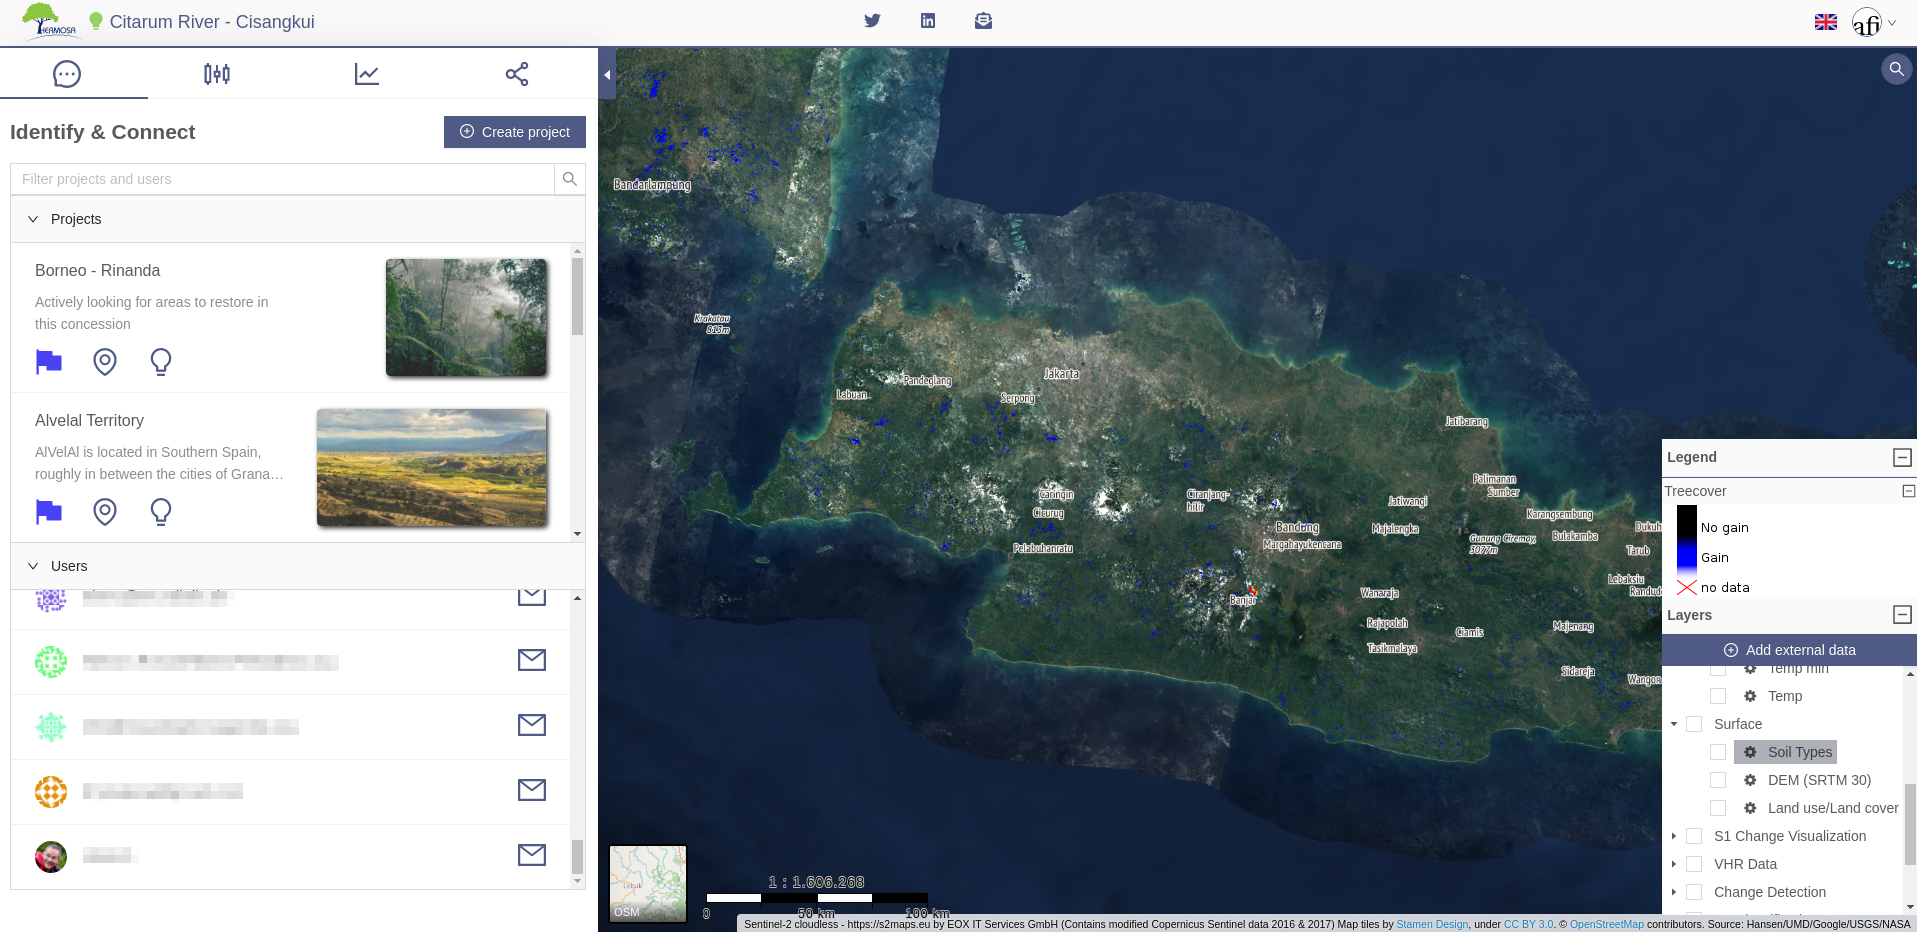 HERMOSA
Citarum River - Cisangkui
afi
Identify & Connect
Create project
Filter projects and users
Projects
Borneo - Rinanda
Actively looking for areas to restore in
this concession
Alvelal Territory
AlVelAl is located in Southern Spain,
roughly in between the cities of Grana…
Users
Bandarlampung
Krakatau
813m
Labuan
Pandeglang
Jakarta
Serpong
Jatibarang
Caringin
Cicurug
Pelabuhanratu
Ciranjang-
hilir
Bandung
Margahayukencana
Jatiwangi
Majalengka
Palimanan
Sumber
Gunung Ciremay
3077m
Karangsembung
Bulakamba
Dukuh
Tarub
Lebaksiu
Randudo
Banjar
Wanaraja
Rajapolah
Tasikmalaya
Ciamis
Majenang
Sidareja
Wangon
Legend
Treecover
No gain
Gain
no data
Layers
Add external data
Temp min
Temp
Surface
Soil Types
DEM (SRTM 30)
Land use/Land cover
S1 Change Visualization
VHR Data
Change Detection
Lebak
OSM
1 : 1.606.268
0 50 km 100 km
Sentinel-2 cloudless - https://s2maps.eu by EOX IT Services GmbH (Contains modified Copernicus Sentinel data 2016 & 2017) Map tiles by Stamen Design, under CC BY 3.0. © OpenStreetMap contributors. Source: Hansen/UMD/Google/USGS/NASA